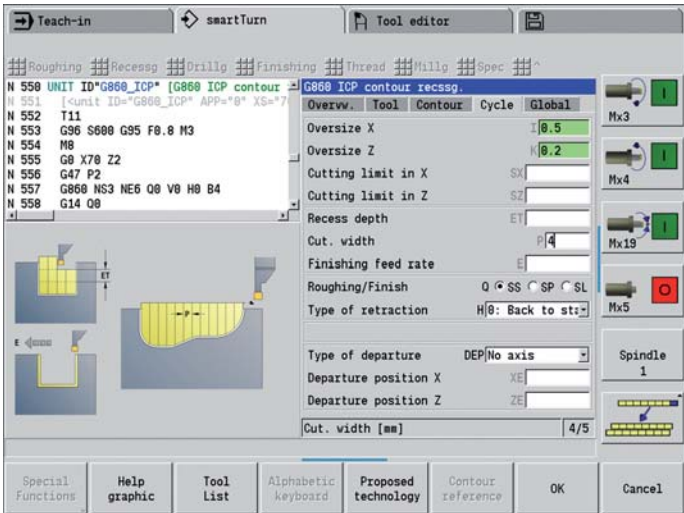 Teach-in smartTurn Tool editor
Roughing Recessg Drillg Finishing Thread Millg Spec ^
N 550 UNIT ID"G860_ICP" [G860 ICP contour
N 551 [<unit ID="G860_ICP" APP="0" XS="7
N 552 T11
N 553 G96 S600 G95 F0.8 M3
N 554 M8
N 555 G0 X70 Z2
N 556 G47 P2
N 557 G860 NS3 NE6 Q0 V0 H0 B4
N 558 G14 Q0
G860 ICP contour recssg.
Overvw. Tool Contour Cycle Global
Oversize X I 0.5
Oversize Z K 0.2
Cutting limit in X SX
Cutting limit in Z SZ
Recess depth ET
Cut. width P 4
Finishing feed rate E
Roughing/Finish Q SS SP SL
Type of retraction H 0: Back to sta
Type of departure DEP No axis
Departure position X XE
Departure position Z ZE
Cut. width [mm] 4/5
ET
P
E
Mx3 I
Mx4 I
Mx19 I
Mx5 O
Spindle
1
Special
Functions
Help
graphic
Tool
List
Alphabetic
keyboard
Proposed
technology
Contour
reference
OK
Cancel